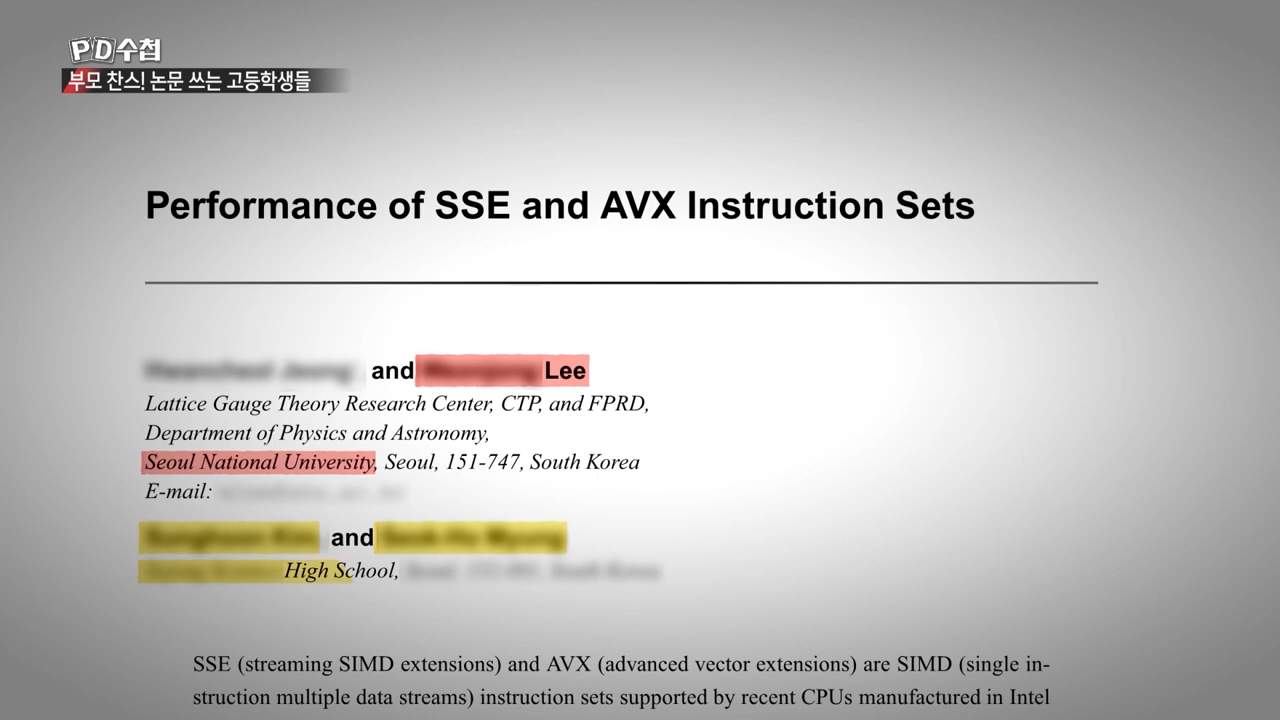 PD수첩
부모 찬스! 논문 쓰는 고등학생들
Performance of SSE and AVX Instruction Sets
and Lee
Lattice Gauge Theory Research Center, CTP, and FPRD,
Department of Physics and Astronomy,
Seoul National University, Seoul, 151-747, South Korea
E-mail:
and
High School,
SSE (streaming SIMD extensions) and AVX (advanced vector extensions) are SIMD (single in-
struction multiple data streams) instruction sets supported by recent CPUs manufactured in Intel